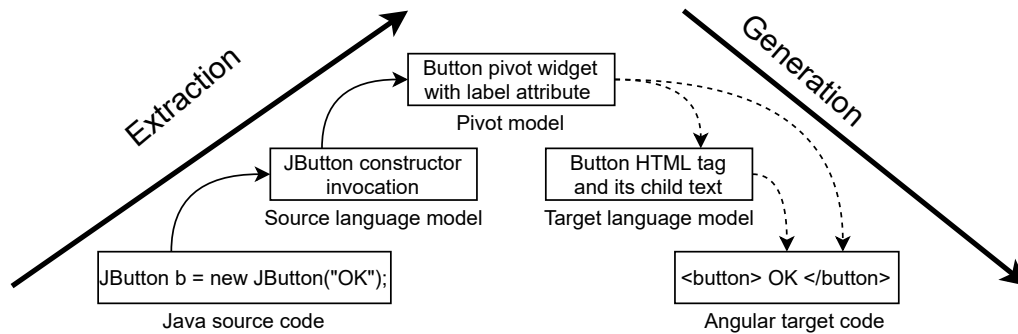 Extraction
Generation
Button pivot widget
with label attribute
Pivot model
JButton constructor
invocation
Source language model
Button HTML tag
and its child text
Target language model
JButton b = new JButton("OK");
Java source code
<button> OK </button>
Angular target code